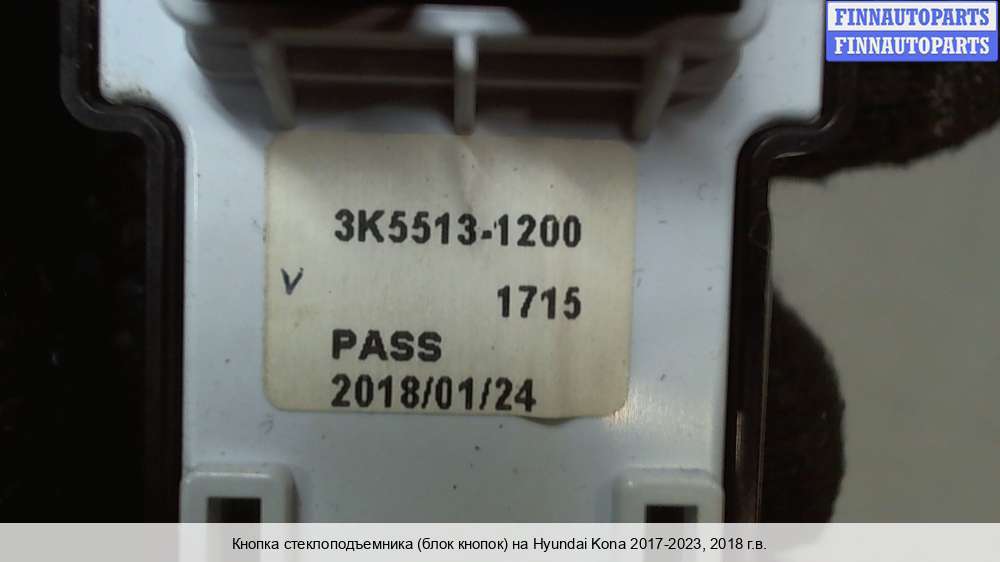 FINNAUTOPARTS
FINNAUTOPARTS
3K5513-1200
V
1715
PASS
2018/01/24
Кнопка стеклоподъемника (блок кнопок) на Hyundai Kona 2017-2023, 2018 г.в.